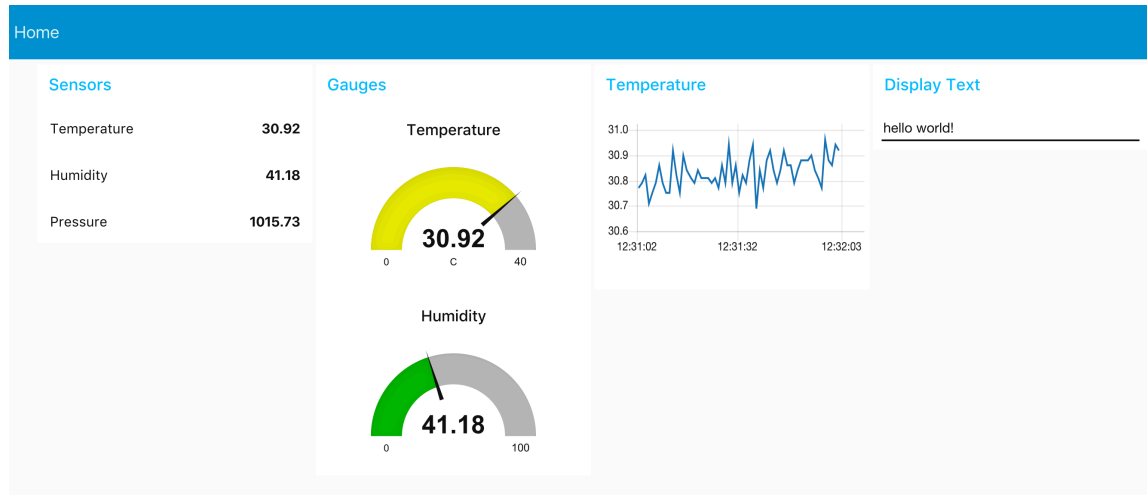 Home
Sensors
Temperature 30.92
Humidity 41.18
Pressure 1015.73
Gauges
Temperature
30.92
0 C 40
Humidity
41.18
0 100
Temperature
31.0
30.9
30.8
30.7
30.6
12:31:02 12:31:32 12:32:03
Display Text
hello world!